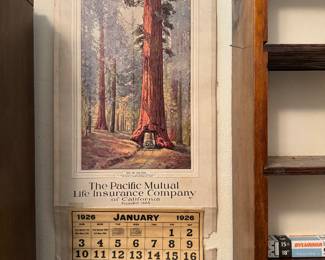 The Pacific Mutual
Life Insurance Company
of California
1926 JANUARY 1926
1 2
3 4 5 6 7 8 9
10 11 12 13 14 15 16
SYLVANIA